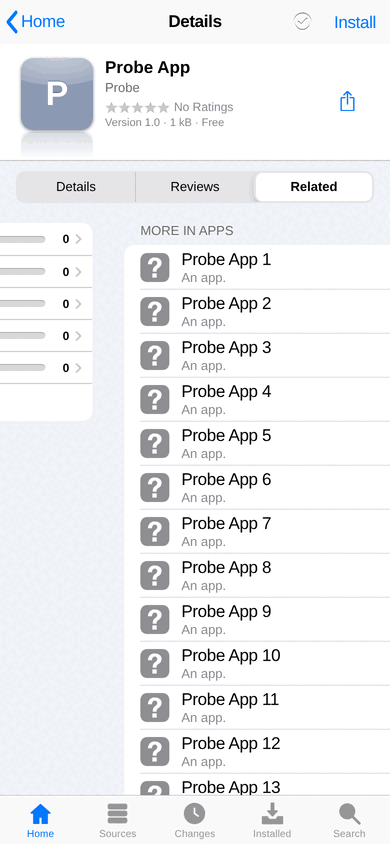 Home Details Install
P
Probe App
Probe
No Ratings
Version 1.0 · 1 kB · Free
Details Reviews Related
0
0
0
0
0
MORE IN APPS
? Probe App 1
An app.
? Probe App 2
An app.
? Probe App 3
An app.
? Probe App 4
An app.
? Probe App 5
An app.
? Probe App 6
An app.
? Probe App 7
An app.
? Probe App 8
An app.
? Probe App 9
An app.
? Probe App 10
An app.
? Probe App 11
An app.
? Probe App 12
An app.
? Probe App 13
Home Sources Changes Installed Search